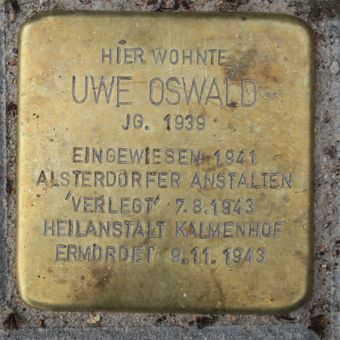 HIER WOHNTE
UWE OSWALD
JG. 1939
EINGEWIESEN 1941
ALSTERDORFER ANSTALTEN
'VERLEGT' 7.8.1943
HEILANSTALT KALMENHOF
ERMORDET 9.11.1943